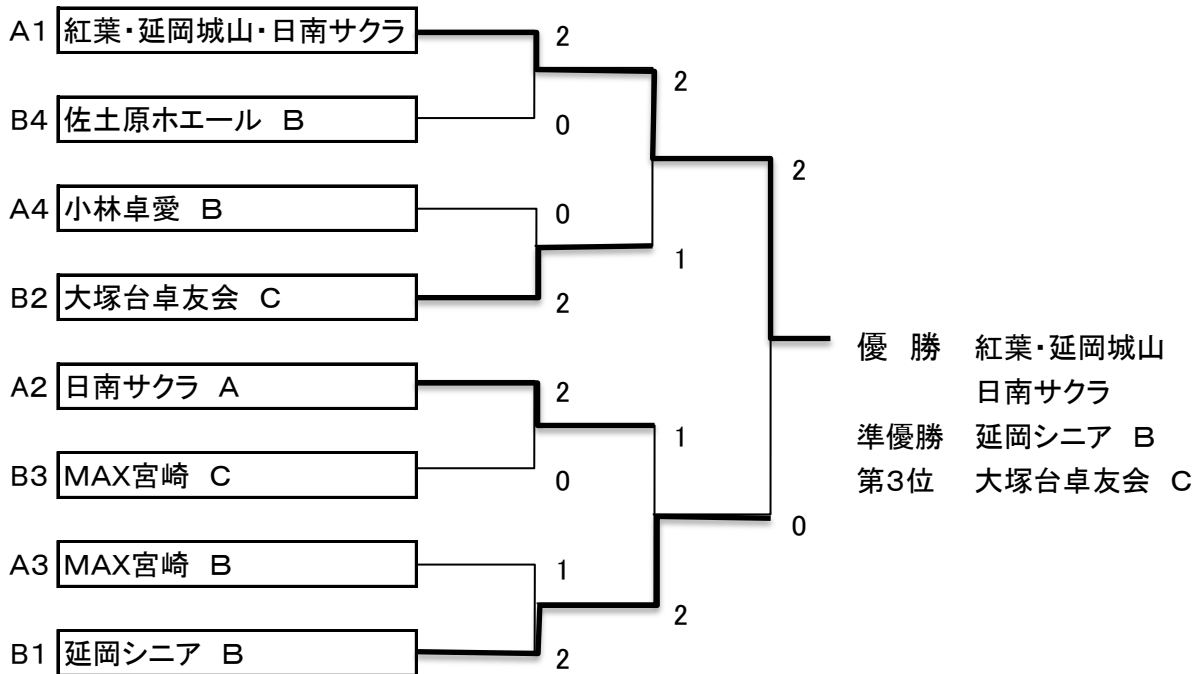 A1 紅葉・延岡城山・日南サクラ
2
2
B4 佐土原ホエール B
0
2
A4 小林卓愛 B
0
1
B2 大塚台卓友会 C
2
優 勝 紅葉・延岡城山
日南サクラ
A2 日南サクラ A
2
1
準優勝 延岡シニア B
B3 MAX宮崎 C
0
第3位 大塚台卓友会 C
0
A3 MAX宮崎 B
1
2
B1 延岡シニア B
2